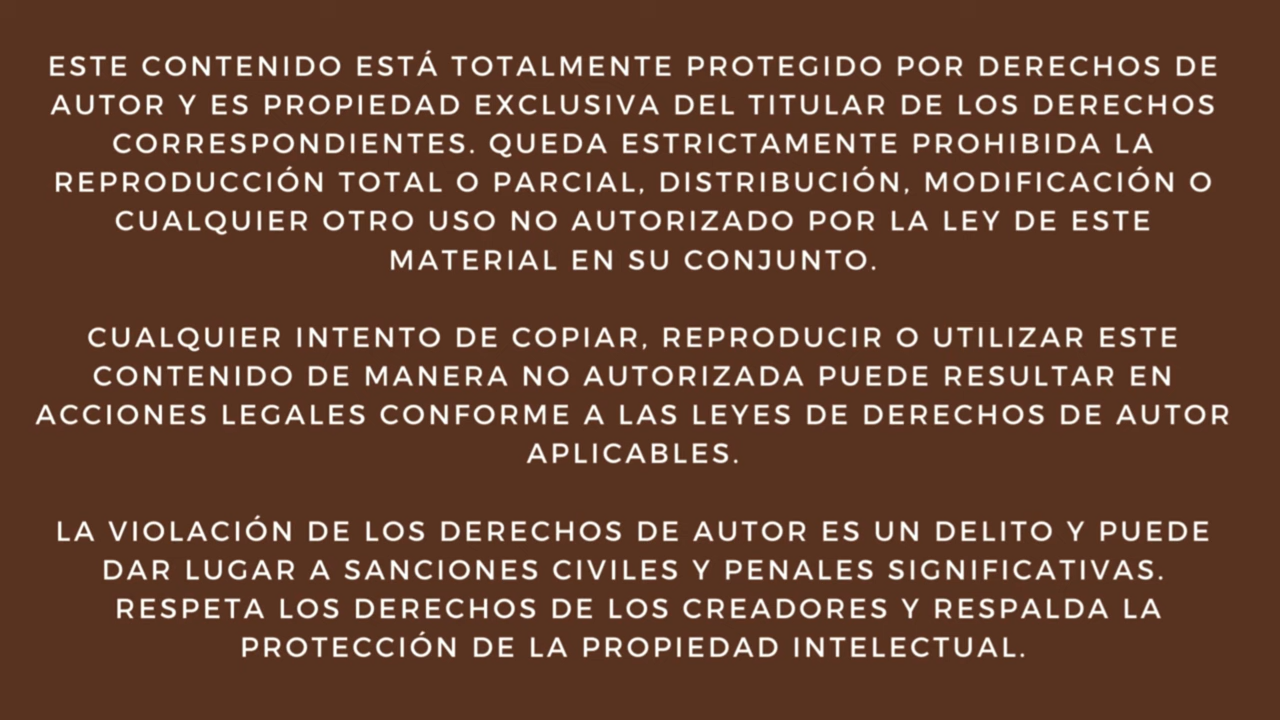 ESTE CONTENIDO ESTÁ TOTALMENTE PROTEGIDO POR DERECHOS DE
AUTOR Y ES PROPIEDAD EXCLUSIVA DEL TITULAR DE LOS DERECHOS
CORRESPONDIENTES. QUEDA ESTRICTAMENTE PROHIBIDA LA
REPRODUCCIÓN TOTAL O PARCIAL, DISTRIBUCIÓN, MODIFICACIÓN O
CUALQUIER OTRO USO NO AUTORIZADO POR LA LEY DE ESTE
MATERIAL EN SU CONJUNTO.
CUALQUIER INTENTO DE COPIAR, REPRODUCIR O UTILIZAR ESTE
CONTENIDO DE MANERA NO AUTORIZADA PUEDE RESULTAR EN
ACCIONES LEGALES CONFORME A LAS LEYES DE DERECHOS DE AUTOR
APLICABLES.
LA VIOLACIÓN DE LOS DERECHOS DE AUTOR ES UN DELITO Y PUEDE
DAR LUGAR A SANCIONES CIVILES Y PENALES SIGNIFICATIVAS.
RESPETA LOS DERECHOS DE LOS CREADORES Y RESPALDA LA
PROTECCIÓN DE LA PROPIEDAD INTELECTUAL.